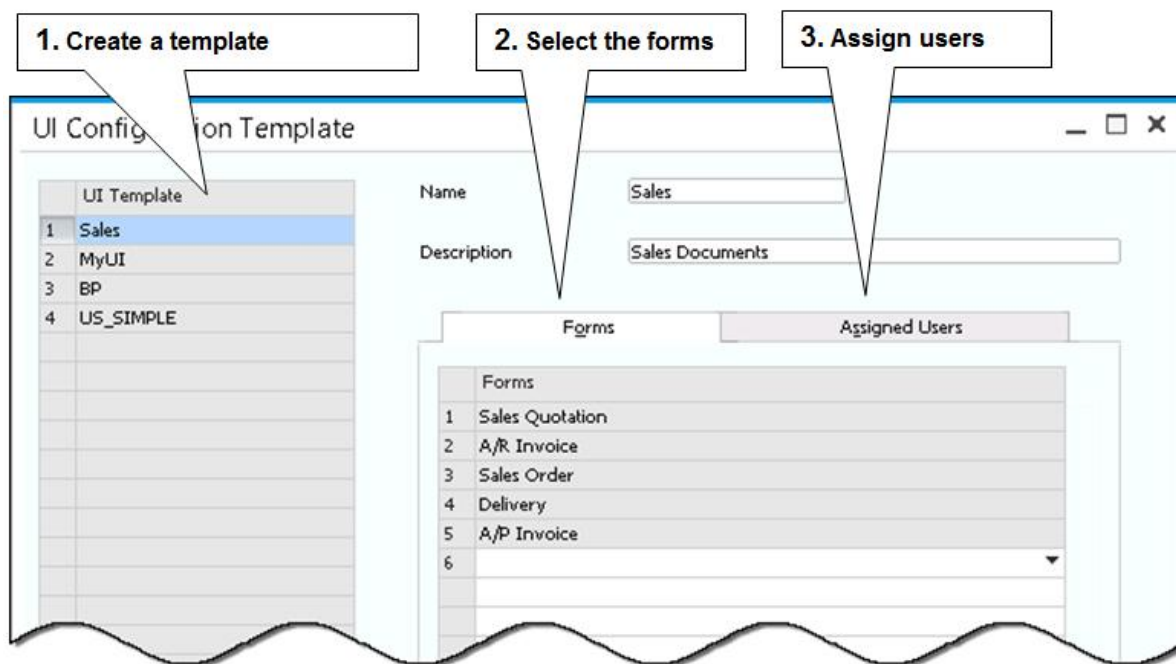 1. Create a template
2. Select the forms
3. Assign users
UI Config ion Template
UI Template
1 Sales
2 MyUI
3 BP
4 US_SIMPLE
Name Sales
Description Sales Documents
Forms Assigned Users
Forms
1 Sales Quotation
2 A/R Invoice
3 Sales Order
4 Delivery
5 A/P Invoice
6